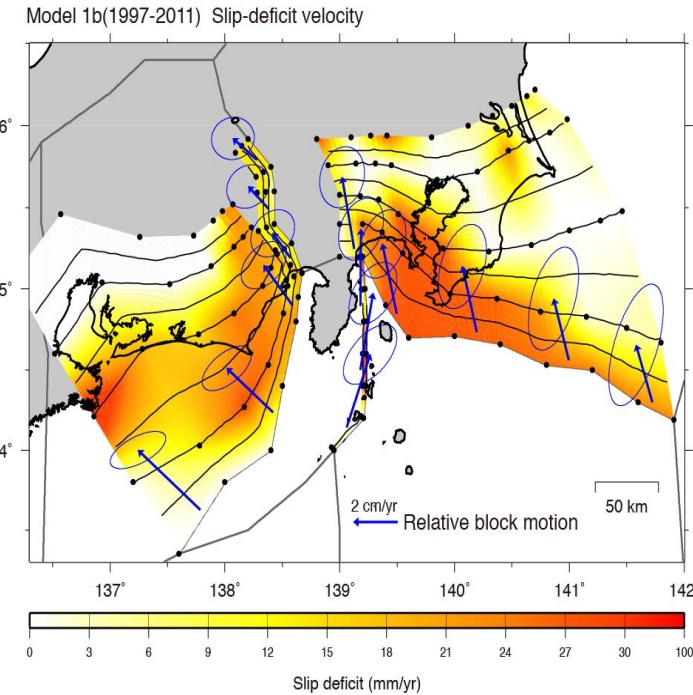 Model 1b(1997-2011) Slip-deficit velocity
6°
5°
4°
2 cm/yr
Relative block motion
50 km
137° 138° 139° 140° 141° 142
0 3 6 9 12 15 18 21 24 27 30 100
Slip deficit (mm/yr)